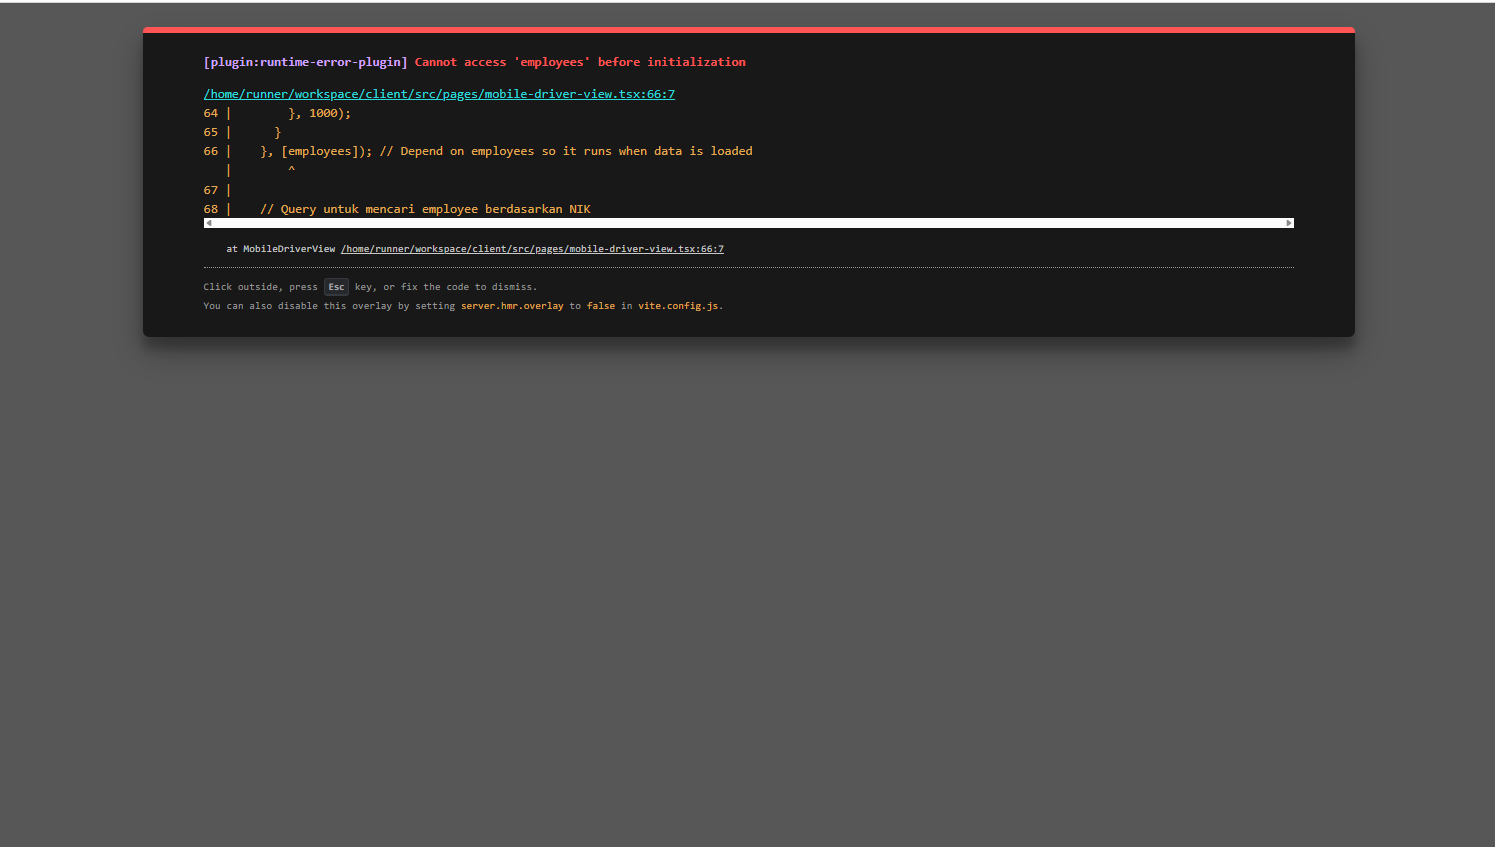 [plugin:runtime-error-plugin] Cannot access 'employees' before initialization
/home/runner/workspace/client/src/pages/mobile-driver-view.tsx:66:7
64 |        }, 1000);
65 |      }
66 |    }, [employees]); // Depend on employees so it runs when data is loaded
   |        ^
67 |
68 |    // Query untuk mencari employee berdasarkan NIK
at MobileDriverView /home/runner/workspace/client/src/pages/mobile-driver-view.tsx:66:7
Click outside, press Esc key, or fix the code to dismiss.
You can also disable this overlay by setting server.hmr.overlay to false in vite.config.js.